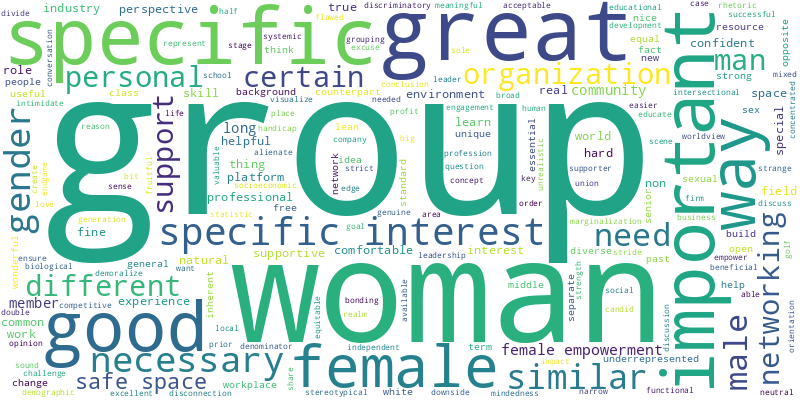 divide
industry
perspective
half
true
discriminatory
meaningful
acceptable
flawed
specific
great
represent
stage
systemic
grouping
think
excuse
conversation
role
people
personal
certain
school
sole
organization
useful
class
skill
background
counterpart
environment
real
community
intimidate
life
visualize
needed
profit
broad
human
group
support
gender
reason
long
helpful
handicap
place
lean
company
engagement
learn
unique
big
essential
world
hard
easier
educate
thing
idea
strict
profession
question
supporter
platform
alienate
network
standard
concept
key
unrealistic
union
valuable
edge
socioeconomic
professional
statistic
free
genuine
area
order
marginalization
goal
bit
sense
fruitful
create
endgame
love
generation
fine
wonderful
ensure
biological
general
demoralize
want
natural
supportive
specific interest
comfortable
leadership
interest
diverse
stride
need
past
senior
non
firm
business
sexual
scene
worldview
important
way
man
educational
development
nice
equal
fact
new
case
rhetoric
successful
resource
confident
strong
opposite
mixed
intersectional
space
sex
special
concentrated
strange
field
discuss
build
open
empower
beneficial
golf
help
able
orientation
networking
male
neutral
functional
discussion
different
member
competitive
experience
double
common
work
opinion
good
local
prior
inherent
equitable
denominator
woman
bonding
realm
available
independent
term
middle
strength
separate
social
candid
female empowerment
underrepresented
impact
similar
female
necessary
safe space
workplace
share
sound
challenge
change
demographic
excellent
disconnection
stereotypical
white
downside
mindedness
narrow
conclusion
leader